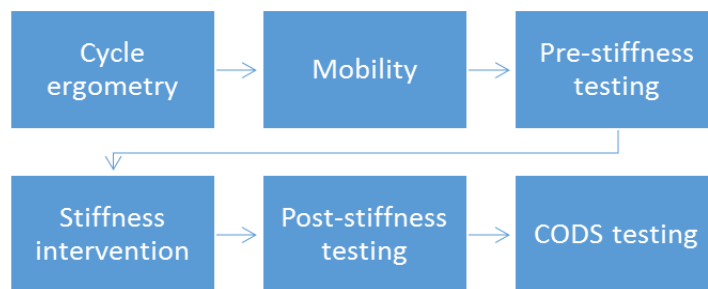 Cycle
ergometry
Mobility
Pre-stiffness
testing
Stiffness
intervention
Post-stiffness
testing
CODS testing